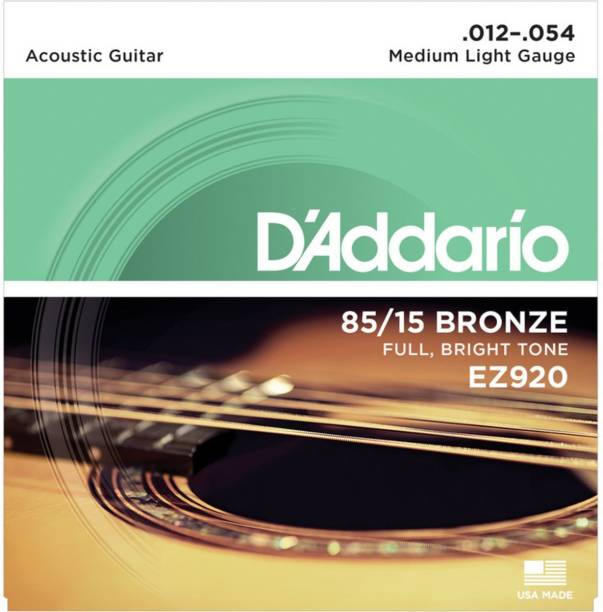 Acoustic Guitar
.012–.054
Medium Light Gauge
D'Addario
85/15 BRONZE
FULL, BRIGHT TONE
EZ920
USA MADE